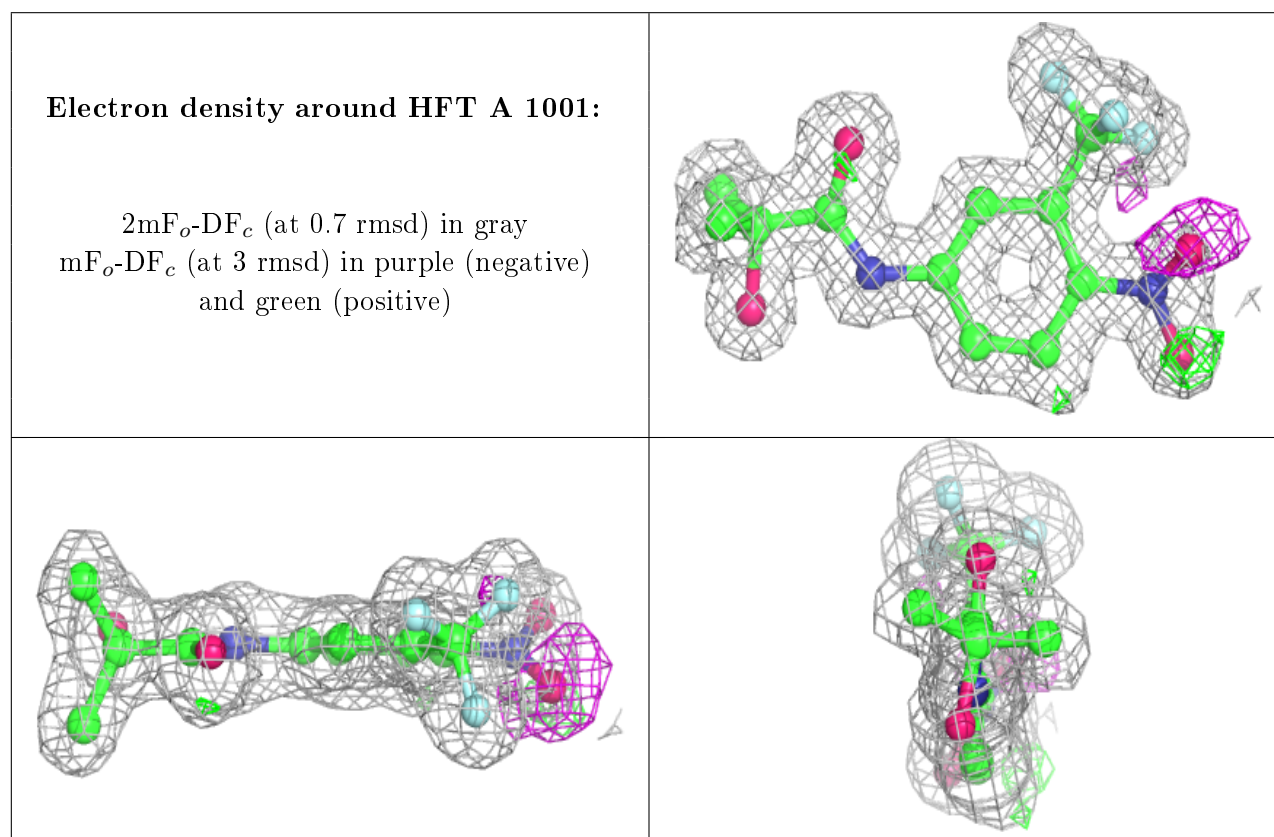 Electron density around HFT A 1001:
2mFₒ-DF𝑐 (at 0.7 rmsd) in gray
mFₒ-DF𝑐 (at 3 rmsd) in purple (negative)
and green (positive)